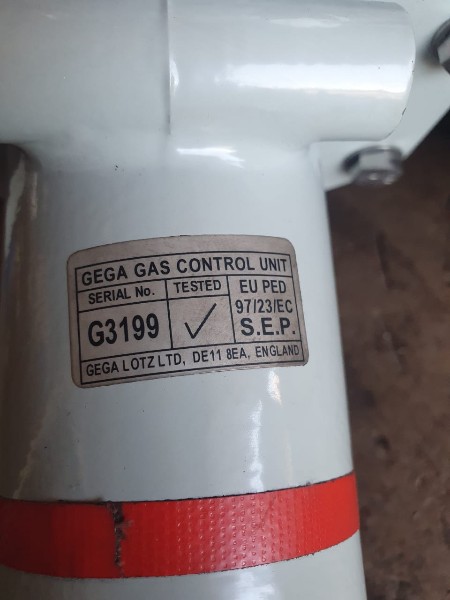 GEGA GAS CONTROL UNIT
SERIAL No. TESTED EU PED
97/23/EC
G3199 ✓ S.E.P.
GEGA LOTZ LTD, DE11 8EA, ENGLAND